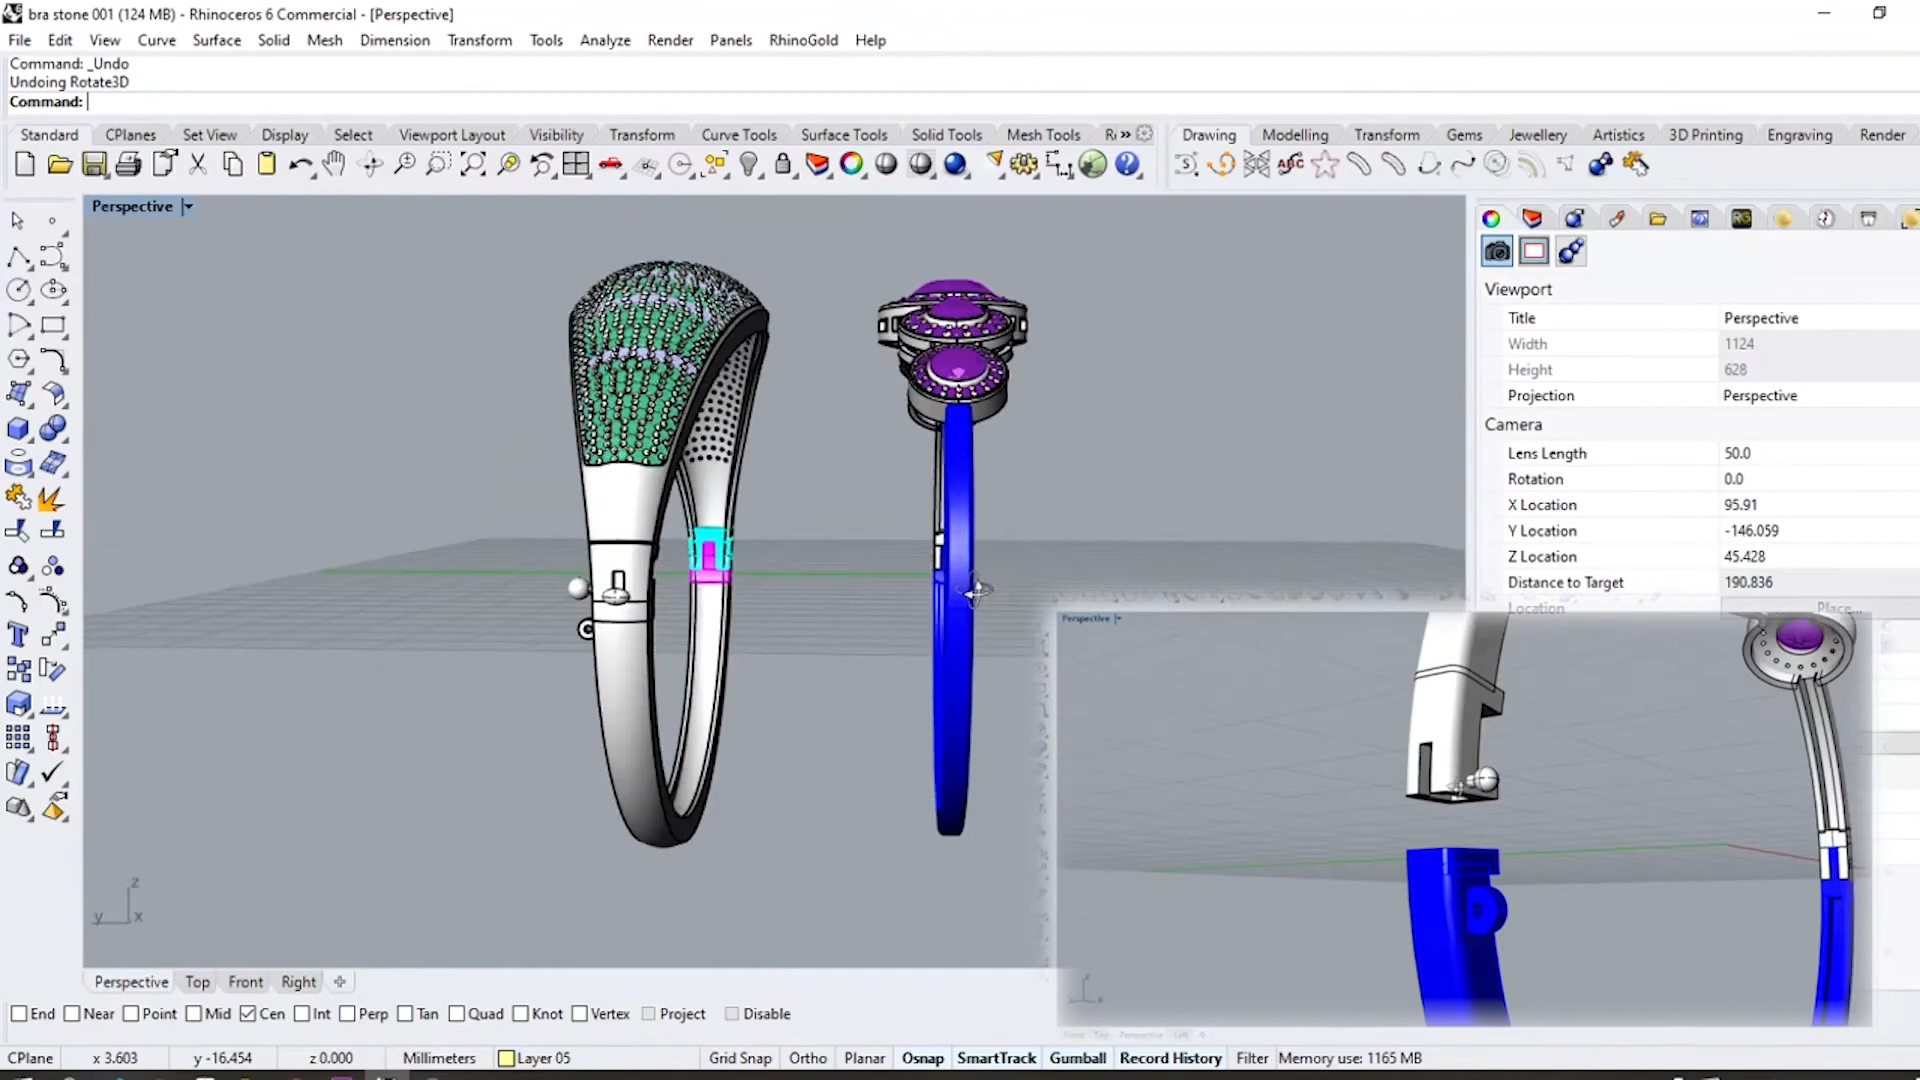 bra stone 001 (124 MB) - Rhinoceros 6 Commercial - [Perspective]
File Edit View Curve Surface Solid Mesh Dimension Transform Tools Analyze Render Panels RhinoGold Help
Command: _Undo
Undoing Rotate3D
Command:
Standard CPlanes Set View Display Select Viewport Layout Visibility Transform Curve Tools Surface Tools Solid Tools Mesh Tools R » Drawing Modelling Transform Gems Jewellery Artistics 3D Printing Engraving Render
ABC
RG
Perspective
Viewport
Title Perspective
Width 1124
Height 628
Projection Perspective
Camera
Lens Length 50.0
Rotation 0.0
X Location 95.91
Y Location -146.059
Z Location 45.428
Distance to Target 190.836
Location Place...
Perspective
z
y x
Perspective Top Front Right
End Near Point Mid Cen Int Perp Tan Quad Knot Vertex Project Disable
CPlane x 3.603 y -16.454 z 0.000 Millimeters Layer 05 Grid Snap Ortho Planar Osnap SmartTrack Gumball Record History Filter Memory use: 1165 MB